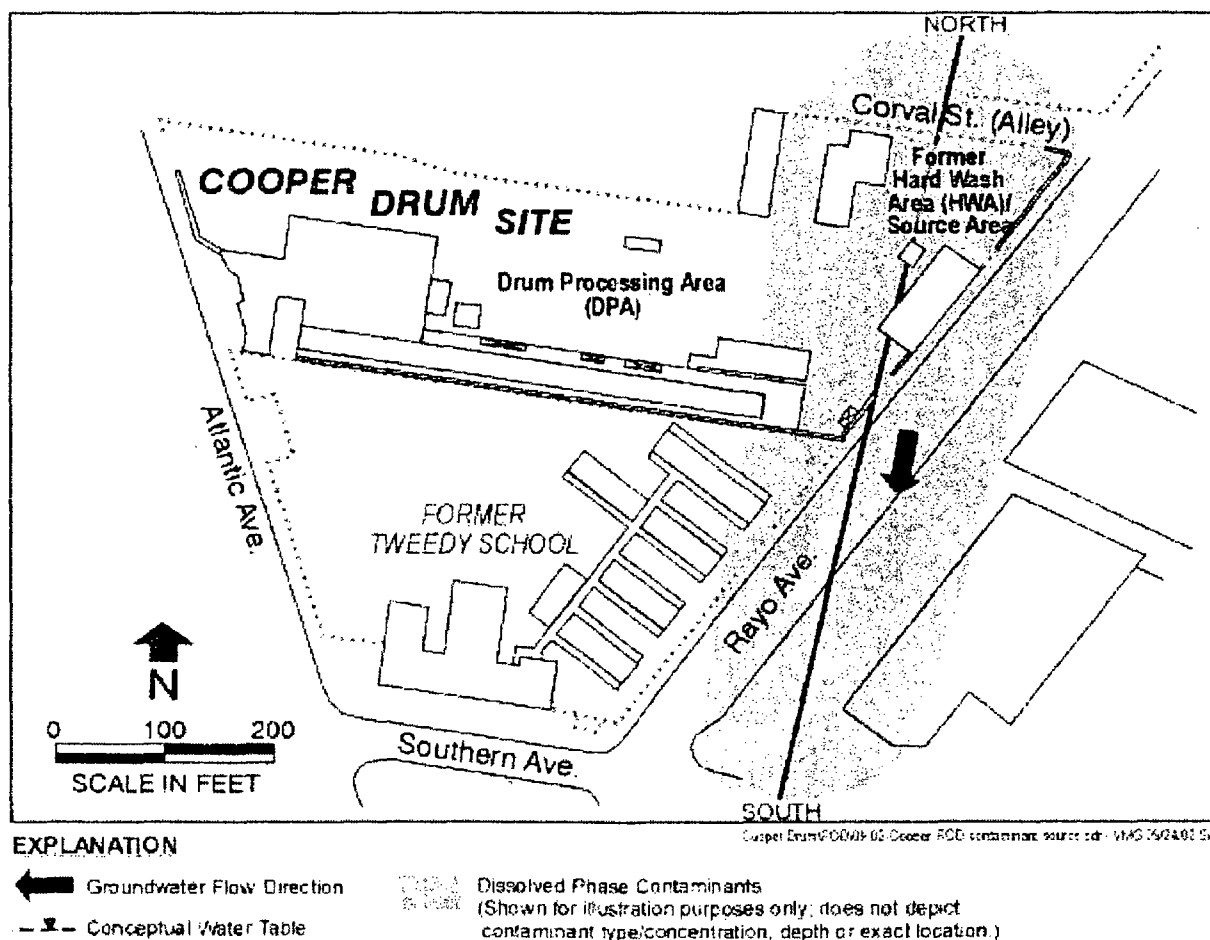 NORTH
Corval St. (Alley)
Former
Hard Wash
Area (HWA)/
Source Area
COOPER DRUM SITE
Drum Processing Area
(DPA)
Atlantic Ave.
FORMER
TWEEDY SCHOOL
Rayo Ave.
N
0 100 200
SCALE IN FEET
Southern Ave.
SOUTH
EXPLANATION
Groundwater Flow Direction
Conceptual Water Table
Dissolved Phase Contaminants
(Shown for illustration purposes only; does not depict
contaminant type/concentration, depth or exact location.)